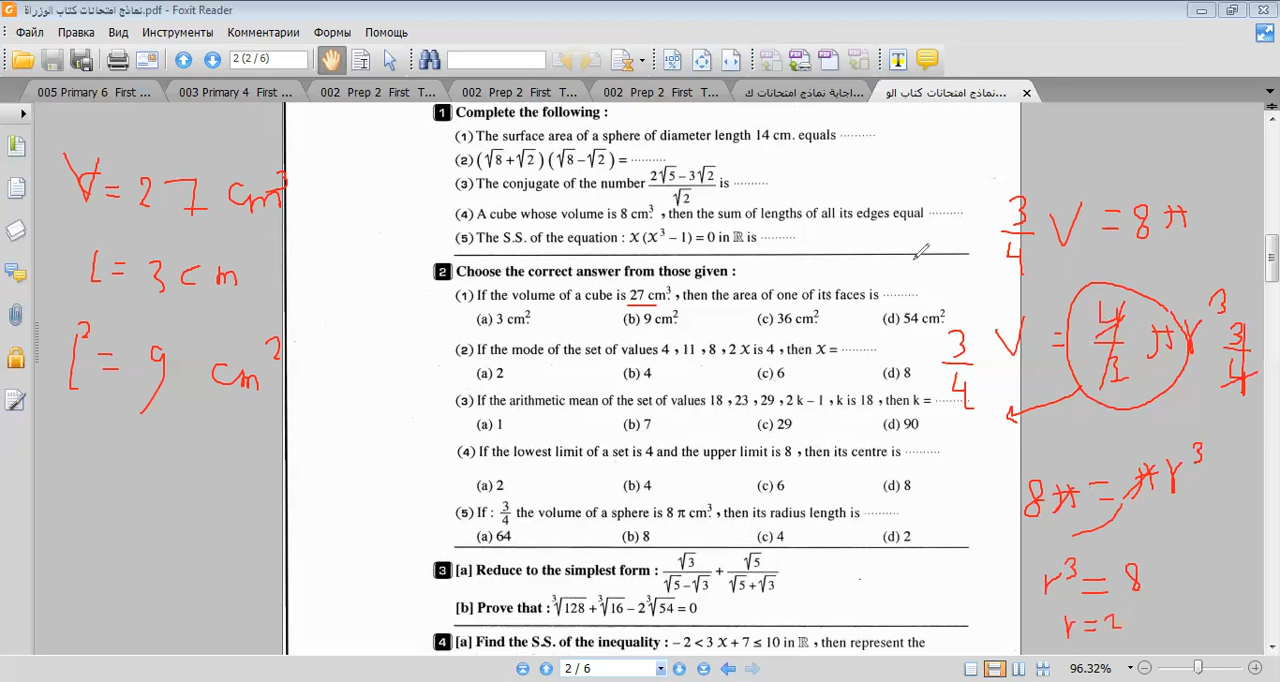 نماذج امتحانات كتاب الوزراة.pdf - Foxit Reader
Файл Правка Вид Инструменты Комментарии Формы Помощь
2 (2 / 6)
005 Primary 6 First ... 003 Primary 4 First ... 002 Prep 2 First T... 002 Prep 2 First T... 002 Prep 2 First T... اجابة نماذج امتحانات ك... نماذج امتحانات كتاب الو...
1 Complete the following :
(1) The surface area of a sphere of diameter length 14 cm. equals ..........
(2) (√8 + √2) (√8 − √2) = ..........
(3) The conjugate of the number (2√5 − 3√2)/√2 is ..........
(4) A cube whose volume is 8 cm³. , then the sum of lengths of all its edges equal ..........
(5) The S.S. of the equation : X (X³ − 1) = 0 in ℝ is ..........
2 Choose the correct answer from those given :
(1) If the volume of a cube is 27 cm³. , then the area of one of its faces is ..........
(a) 3 cm². (b) 9 cm². (c) 36 cm². (d) 54 cm².
(2) If the mode of the set of values 4 , 11 , 8 , 2 X is 4 , then X = ..........
(a) 2 (b) 4 (c) 6 (d) 8
(3) If the arithmetic mean of the set of values 18 , 23 , 29 , 2 k − 1 , k is 18 , then k = ..........
(a) 1 (b) 7 (c) 29 (d) 90
(4) If the lowest limit of a set is 4 and the upper limit is 8 , then its centre is ..........
(a) 2 (b) 4 (c) 6 (d) 8
(5) If : 3/4 the volume of a sphere is 8 π cm³. , then its radius length is ..........
(a) 64 (b) 8 (c) 4 (d) 2
3 [a] Reduce to the simplest form : √3/(√5 − √3) + √5/(√5 + √3)
[b] Prove that : ³√128 + ³√16 − 2 ³√54 = 0
4 [a] Find the S.S. of the inequality : − 2 < 3 X + 7 ≤ 10 in ℝ , then represent the
V = 27 cm³
L = 3 cm
l² = 9 cm²
3/4 V = 8 π
3/4 V = 4/3 π r³ 3/4
8π = π r³
r³ = 8
r = 2
2 / 6
96.32%